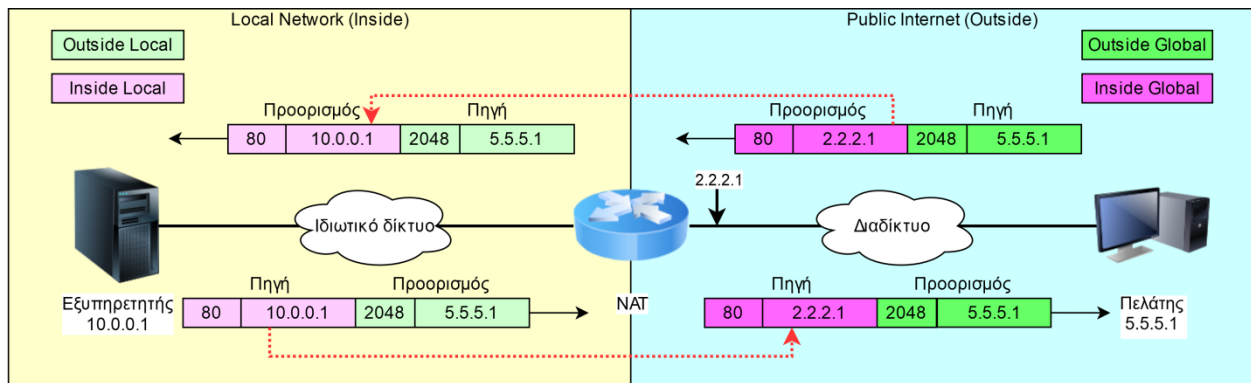 Local Network (Inside)
Public Internet (Outside)
Outside Local
Outside Global
Inside Local
Inside Global
Προορισμός Πηγή
Προορισμός Πηγή
80 10.0.0.1 2048 5.5.5.1
80 2.2.2.1 2048 5.5.5.1
2.2.2.1
Ιδιωτικό δίκτυο
Διαδίκτυο
Πηγή Προορισμός
Πηγή Προορισμός
Εξυπηρετητής
10.0.0.1
80 10.0.0.1 2048 5.5.5.1
NAT
80 2.2.2.1 2048 5.5.5.1
Πελάτης
5.5.5.1